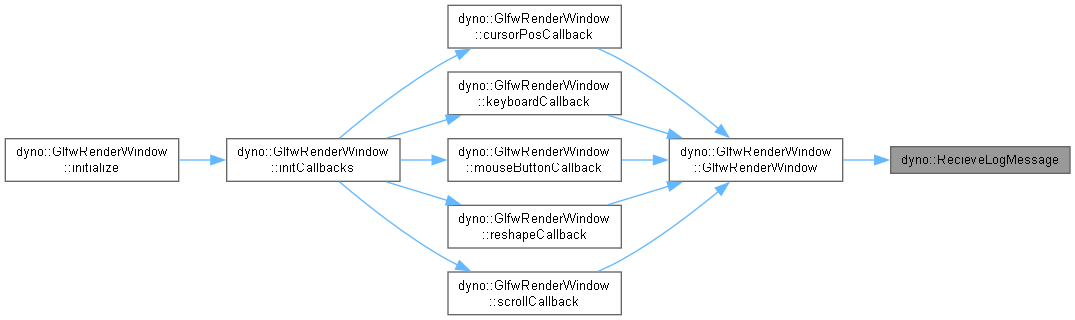 dyno::GlfwRenderWindow
::initialize
dyno::GlfwRenderWindow
::initCallbacks
dyno::GlfwRenderWindow
::cursorPosCallback
dyno::GlfwRenderWindow
::keyboardCallback
dyno::GlfwRenderWindow
::mouseButtonCallback
dyno::GlfwRenderWindow
::reshapeCallback
dyno::GlfwRenderWindow
::scrollCallback
dyno::GlfwRenderWindow
::GlfwRenderWindow
dyno::RecieveLogMessage